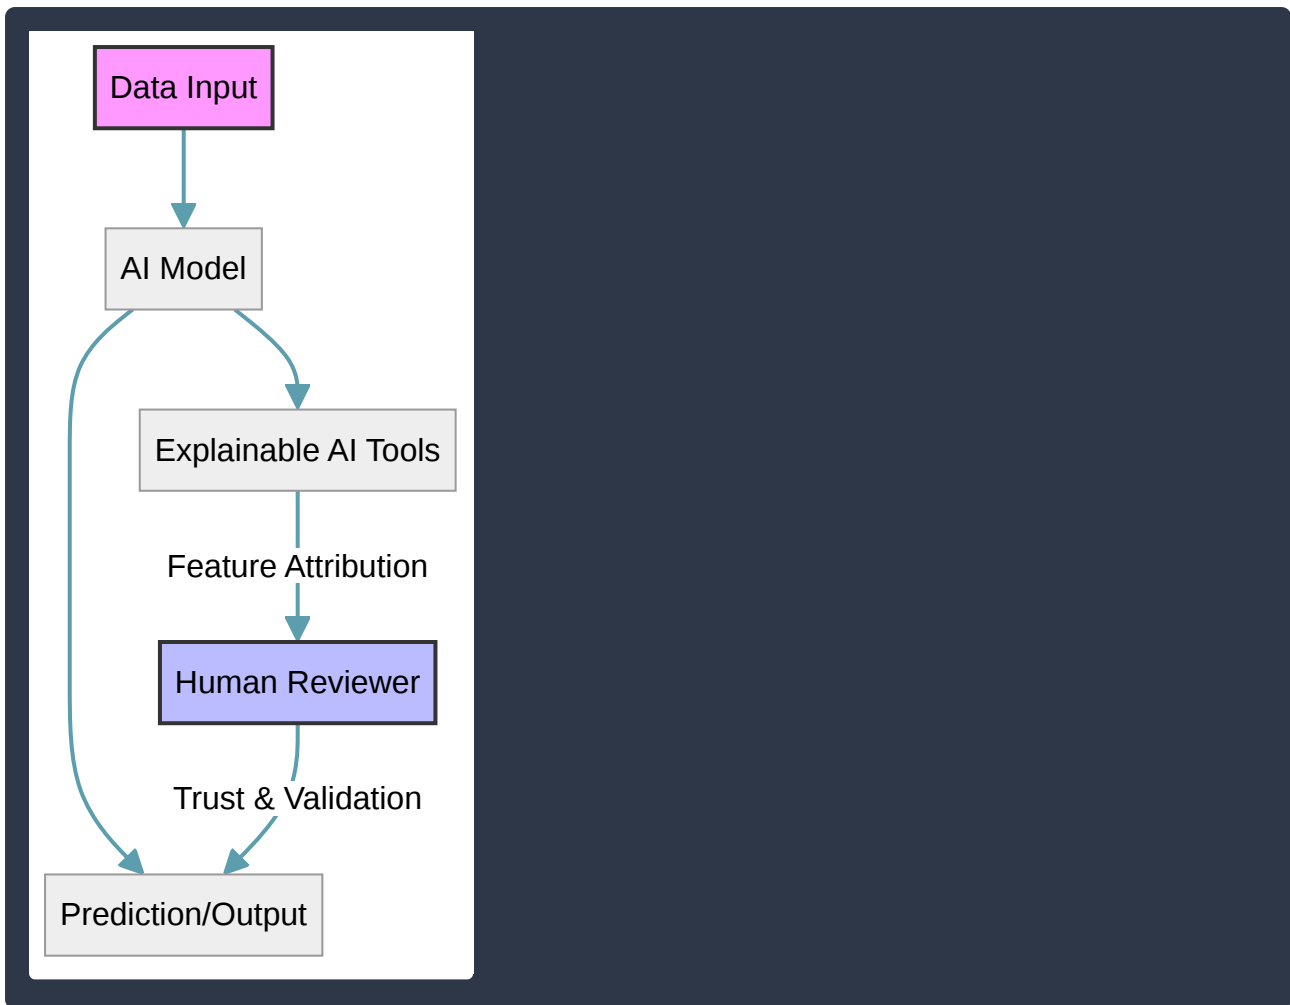 Data Input
AI Model
Explainable AI Tools
Feature Attribution
Human Reviewer
Trust & Validation
Prediction/Output